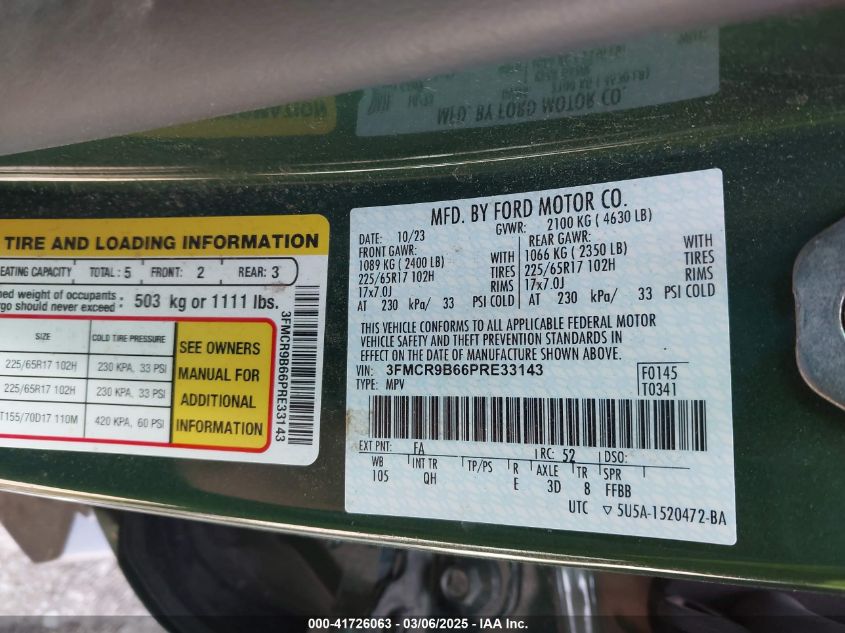 MFD. BY FORD MOTOR CO.
TIRE AND LOADING INFORMATION
EATING CAPACITY TOTAL: 5 FRONT: 2 REAR: 3
ned weight of occupants
rgo should never exceed : 503 kg or 1111 lbs.
SIZE COLD TIRE PRESSURE
225/65R17 102H 230 KPA, 33 PSI
225/65R17 102H 230 KPA, 33 PSI
T155/70D17 110M 420 KPA, 60 PSI
SEE OWNERS
MANUAL FOR
ADDITIONAL
INFORMATION
3FMCR9B66PRE33143
MFD. BY FORD MOTOR CO.
DATE: 10/23 GVWR: 2100 KG ( 4630 LB)
FRONT GAWR: REAR GAWR:
1089 KG ( 2400 LB) WITH 1066 KG ( 2350 LB) WITH
225/65R17 102H TIRES 225/65R17 102H TIRES
17x7.0J RIMS 17x7.0J RIMS
AT 230 kPa/ 33 PSI COLD AT 230 kPa/ 33 PSI COLD
THIS VEHICLE CONFORMS TO ALL APPLICABLE FEDERAL MOTOR
VEHICLE SAFETY AND THEFT PREVENTION STANDARDS IN
EFFECT ON THE DATE OF MANUFACTURE SHOWN ABOVE.
VIN: 3FMCR9B66PRE33143 F0145
TYPE: MPV T0341
EXT PNT: FA RC: 52 DSO:
WB INT TR TP/PS R AXLE TR SPR
105 QH E 3D 8 FFBB
UTC ▽ 5U5A-1520472-BA
000-41726063 - 03/06/2025 - IAA Inc.